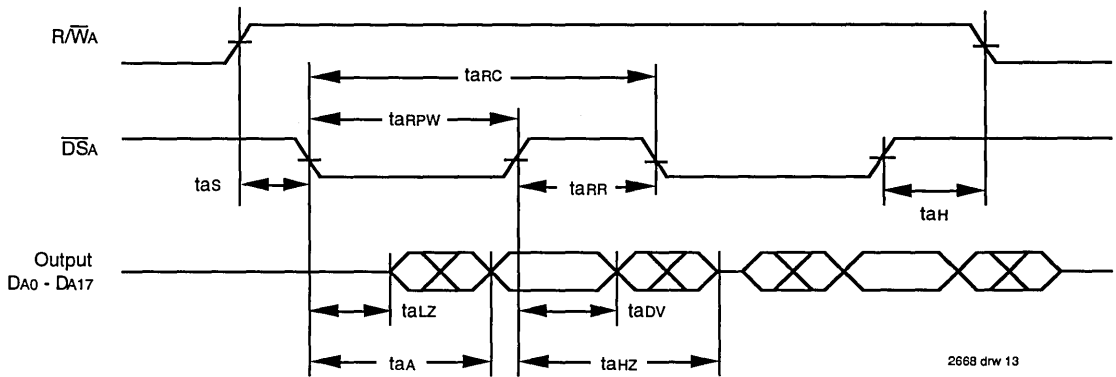 R/W̅A
taRC
taRPW
D̅S̅A
taS
taRR
taH
Output
DA0 - DA17
taLZ
taDV
taA
taHZ
2668 drw 13